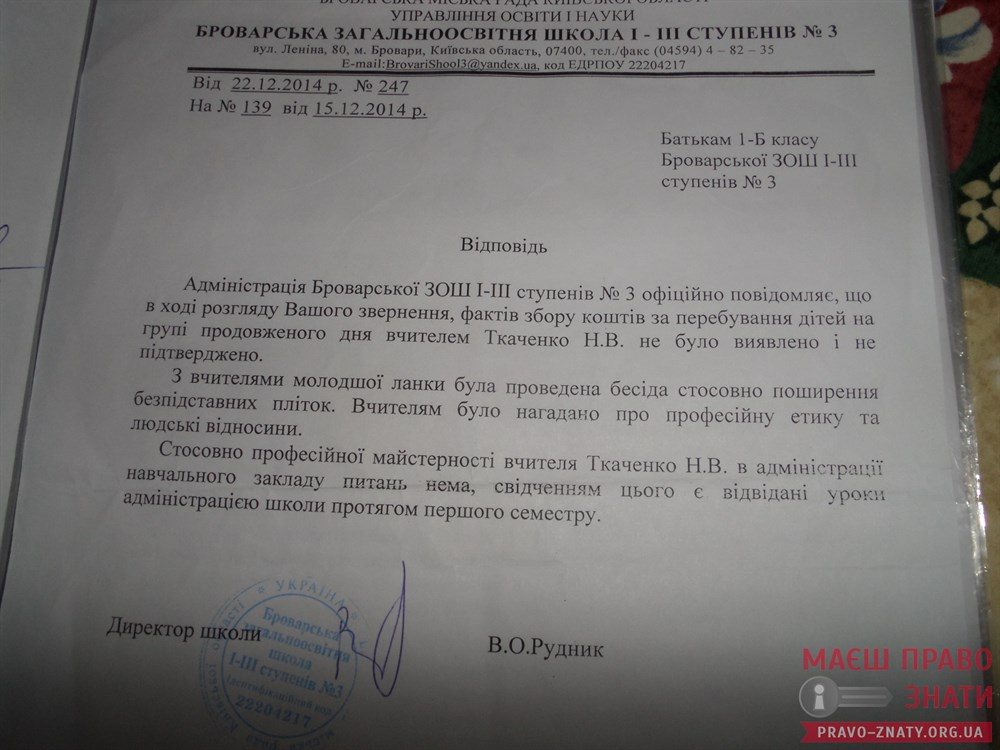 БРОВАРСЬКА МІСЬКА РАДА КИЇВСЬКОЇ ОБЛАСТІ
УПРАВЛІННЯ ОСВІТИ І НАУКИ
БРОВАРСЬКА ЗАГАЛЬНООСВІТНЯ ШКОЛА І - ІІІ СТУПЕНІВ № 3
вул. Леніна, 80, м. Бровари, Київська область, 07400, тел./факс (04594) 4 – 82 – 35
E-mail:BrovariShool3@yandex.ua, код ЕДРПОУ 22204217
Від 22.12.2014 р. № 247
На № 139 від 15.12.2014 р.
Батькам 1-Б класу
Броварської ЗОШ І-ІІІ
ступенів № 3
Відповідь
Адміністрація Броварської ЗОШ І-ІІІ ступенів № 3 офіційно повідомляє, що
в ході розгляду Вашого звернення, фактів збору коштів за перебування дітей на
групі продовженого дня вчителем Ткаченко Н.В. не було виявлено і не
підтверджено.
З вчителями молодшої ланки була проведена бесіда стосовно поширення
безпідставних пліток. Вчителям було нагадано про професійну етику та
людські відносини.
Стосовно професійної майстерності вчителя Ткаченко Н.В. в адміністрації
навчального закладу питань нема, свідченням цього є відвідані уроки
адміністрацією школи протягом першого семестру.
Директор школи
В.О.Рудник
УКРАЇНА
Броварська
загальноосвітня
школа
І-ІІІ ступенів №3
Ідентифікаційний код
22204217
МАЄШ ПРАВО
ЗНАТИ
PRAVO-ZNATY.ORG.UA